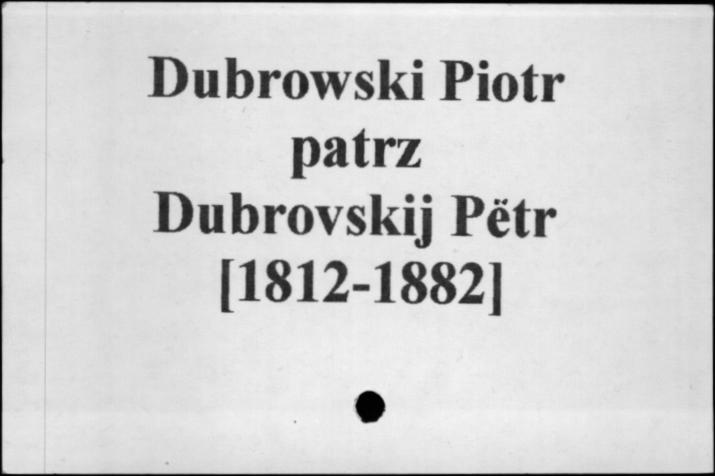 Dubrowski Piotr
patrz
Dubrovskij Pëtr
[1812-1882]